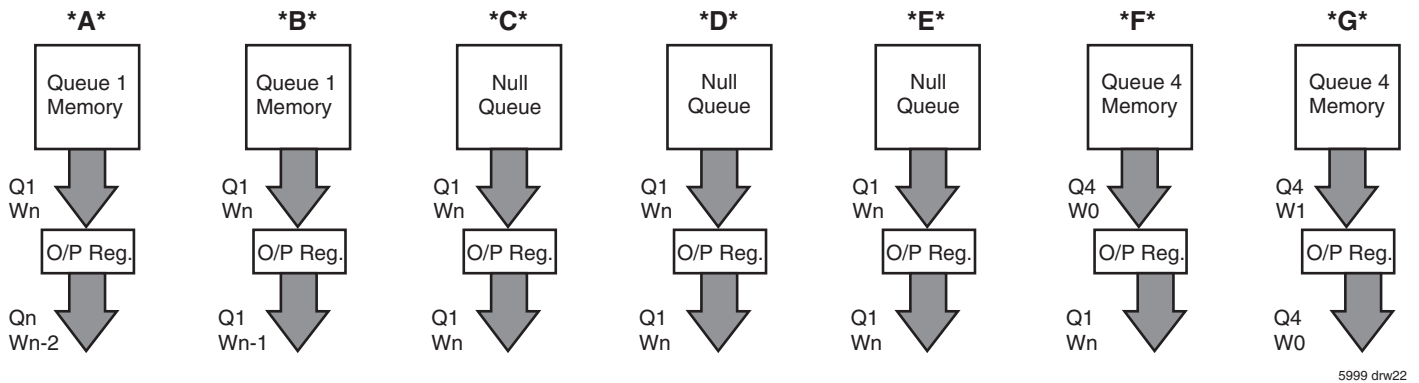 *A* *B* *C* *D* *E* *F* *G*
Queue 1 Memory
Queue 1 Memory
Null Queue
Null Queue
Null Queue
Queue 4 Memory
Queue 4 Memory
Q1 Wn
Q1 Wn
Q1 Wn
Q1 Wn
Q1 Wn
Q4 W0
Q4 W1
O/P Reg.
O/P Reg.
O/P Reg.
O/P Reg.
O/P Reg.
O/P Reg.
O/P Reg.
Qn Wn-2
Q1 Wn-1
Q1 Wn
Q1 Wn
Q1 Wn
Q1 Wn
Q4 W0
5999 drw22